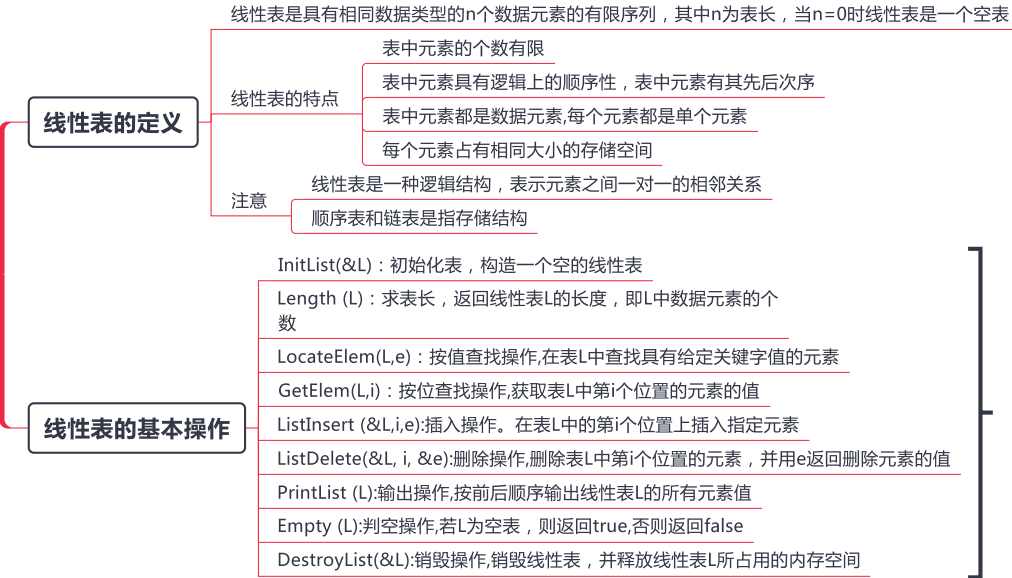 线性表是具有相同数据类型的n个数据元素的有限序列，其中n为表长，当n=0时线性表是一个空表
表中元素的个数有限
表中元素具有逻辑上的顺序性，表中元素有其先后次序
线性表的特点
表中元素都是数据元素,每个元素都是单个元素
线性表的定义
每个元素占有相同大小的存储空间
线性表是一种逻辑结构，表示元素之间一对一的相邻关系
注意
顺序表和链表是指存储结构
InitList(&L)：初始化表，构造一个空的线性表
Length (L)：求表长，返回线性表L的长度，即L中数据元素的个
数
LocateElem(L,e)：按值查找操作,在表L中查找具有给定关键字值的元素
GetElem(L,i)：按位查找操作,获取表L中第i个位置的元素的值
线性表的基本操作
ListInsert (&L,i,e):插入操作。在表L中的第i个位置上插入指定元素
ListDelete(&L, i, &e):删除操作,删除表L中第i个位置的元素，并用e返回删除元素的值
PrintList (L):输出操作,按前后顺序输出线性表L的所有元素值
Empty (L):判空操作,若L为空表，则返回true,否则返回false
DestroyList(&L):销毁操作,销毁线性表，并释放线性表L所占用的内存空间